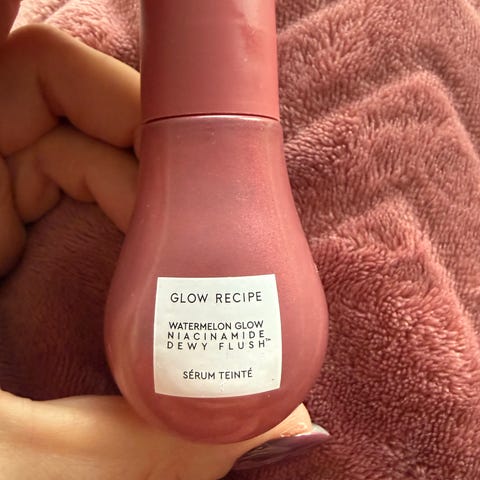 GLOW RECIPE
WATERMELON GLOW
NIACINAMIDE
DEWY FLUSH™
SÉRUM TEINTÉ